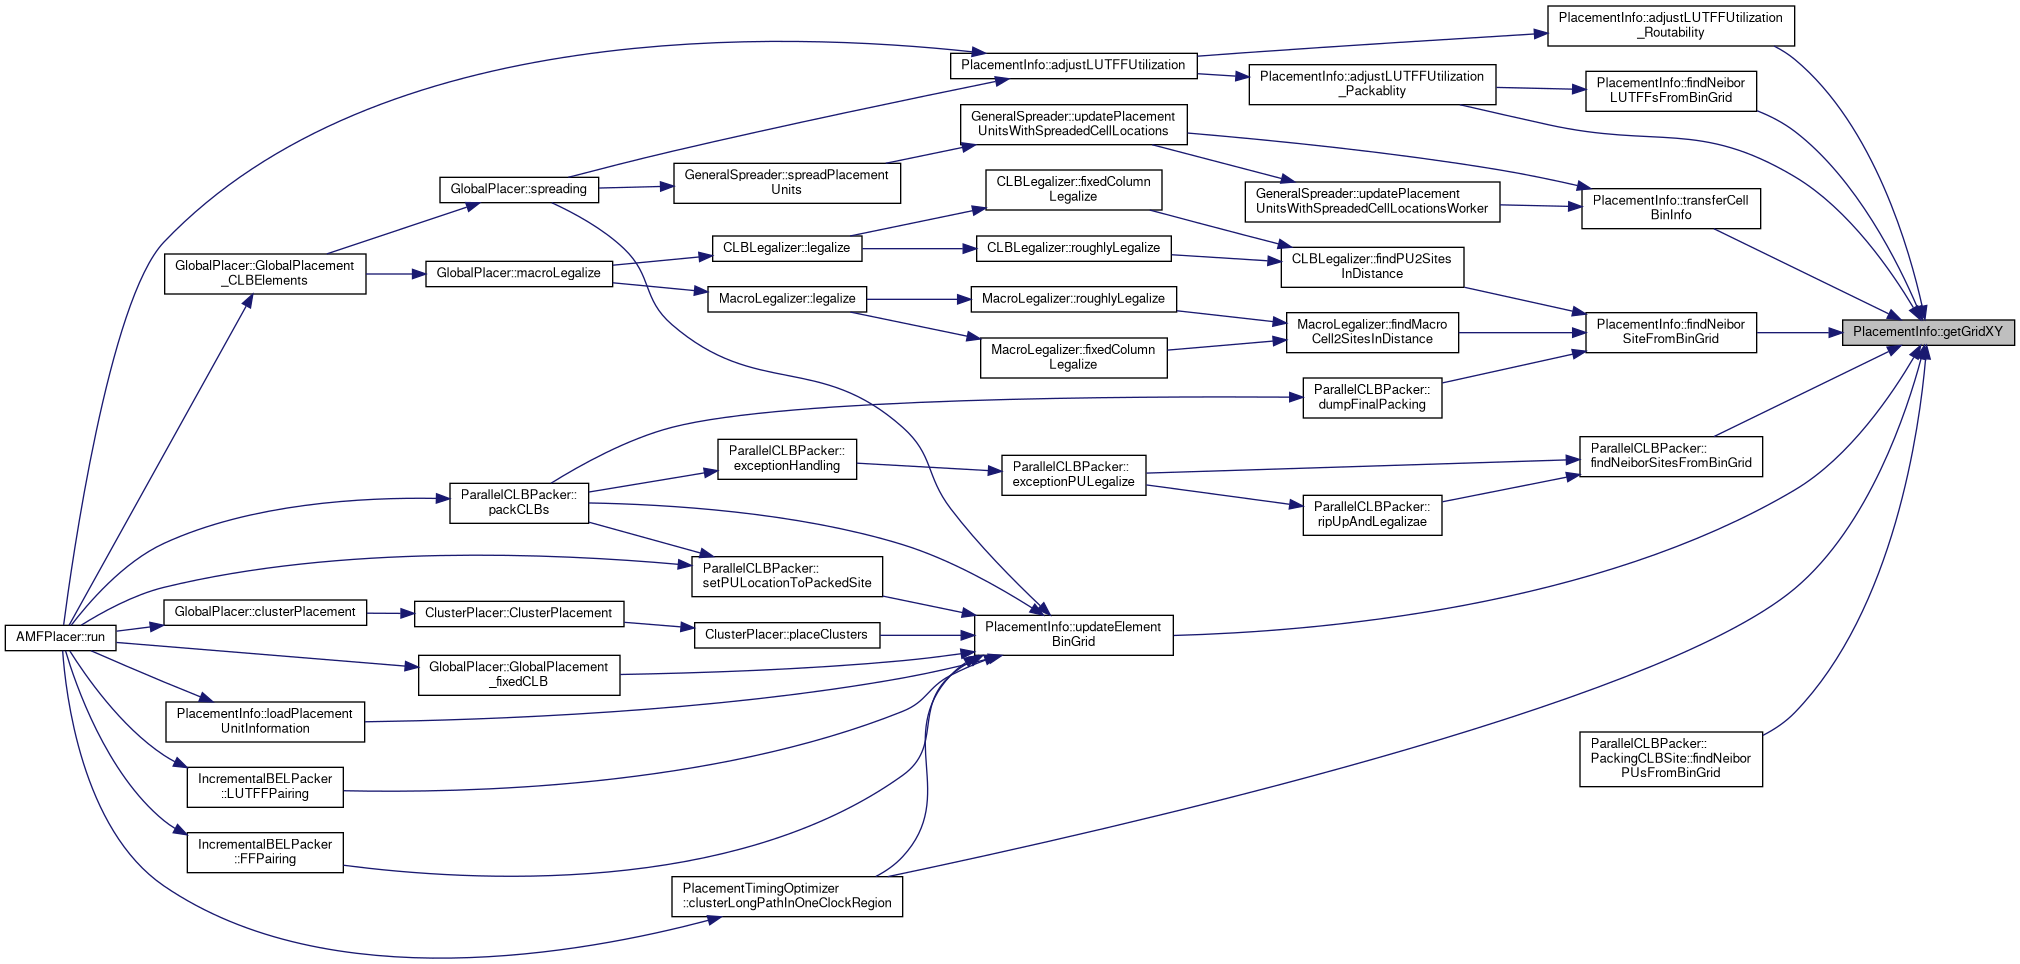 PlacementInfo::adjustLUTFFUtilization
_Routability
PlacementInfo::adjustLUTFFUtilization
PlacementInfo::adjustLUTFFUtilization
_Packablity
PlacementInfo::findNeibor
LUTFFsFromBinGrid
GeneralSpreader::updatePlacement
UnitsWithSpreadedCellLocations
GeneralSpreader::spreadPlacement
Units
GlobalPlacer::spreading
CLBLegalizer::fixedColumn
Legalize
GeneralSpreader::updatePlacement
UnitsWithSpreadedCellLocationsWorker
PlacementInfo::transferCell
BinInfo
GlobalPlacer::GlobalPlacement
_CLBElements
GlobalPlacer::macroLegalize
CLBLegalizer::legalize
CLBLegalizer::roughlyLegalize
CLBLegalizer::findPU2Sites
InDistance
MacroLegalizer::legalize
MacroLegalizer::roughlyLegalize
MacroLegalizer::findMacro
Cell2SitesInDistance
PlacementInfo::findNeibor
SiteFromBinGrid
PlacementInfo::getGridXY
MacroLegalizer::fixedColumn
Legalize
ParallelCLBPacker::
dumpFinalPacking
ParallelCLBPacker::
exceptionHandling
ParallelCLBPacker::
exceptionPULegalize
ParallelCLBPacker::
findNeiborSitesFromBinGrid
ParallelCLBPacker::
packCLBs
ParallelCLBPacker::
ripUpAndLegalizae
ParallelCLBPacker::
setPULocationToPackedSite
GlobalPlacer::clusterPlacement
ClusterPlacer::ClusterPlacement
AMFPlacer::run
ClusterPlacer::placeClusters
PlacementInfo::updateElement
BinGrid
GlobalPlacer::GlobalPlacement
_fixedCLB
PlacementInfo::loadPlacement
UnitInformation
ParallelCLBPacker::
PackingCLBSite::findNeibor
PUsFromBinGrid
IncrementalBELPacker
::LUTFFPairing
IncrementalBELPacker
::FFPairing
PlacementTimingOptimizer
::clusterLongPathInOneClockRegion